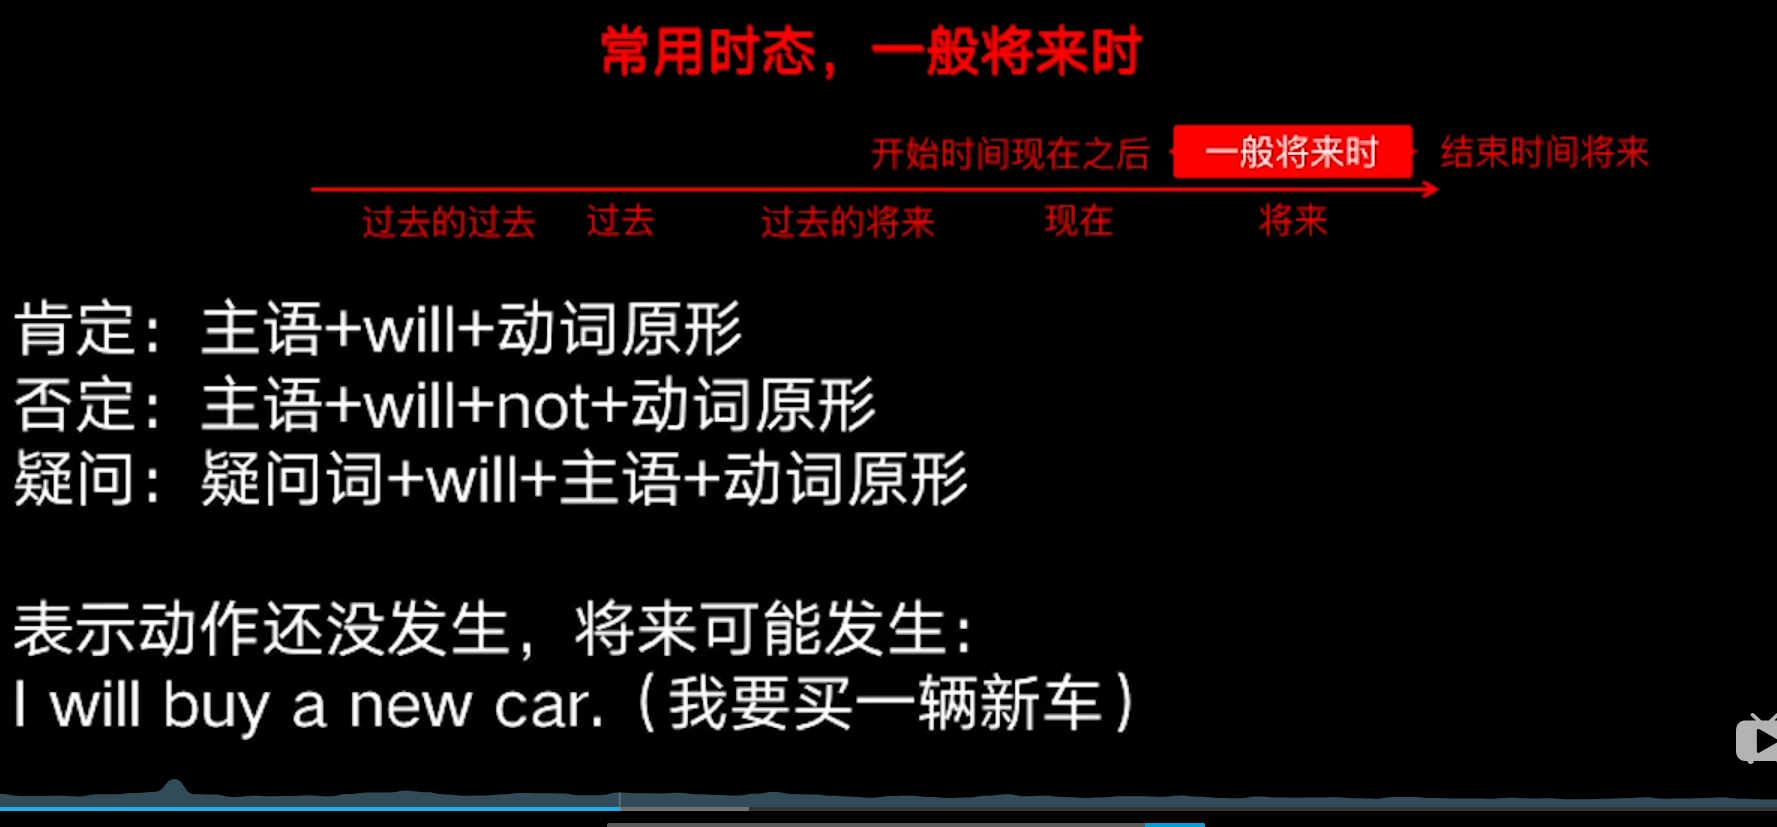 常用时态，一般将来时
开始时间现在之后 一般将来时 结束时间将来
过去的过去 过去 过去的将来 现在 将来
肯定：主语+will+动词原形
否定：主语+will+not+动词原形
疑问：疑问词+will+主语+动词原形
表示动作还没发生，将来可能发生：
I will buy a new car.（我要买一辆新车）